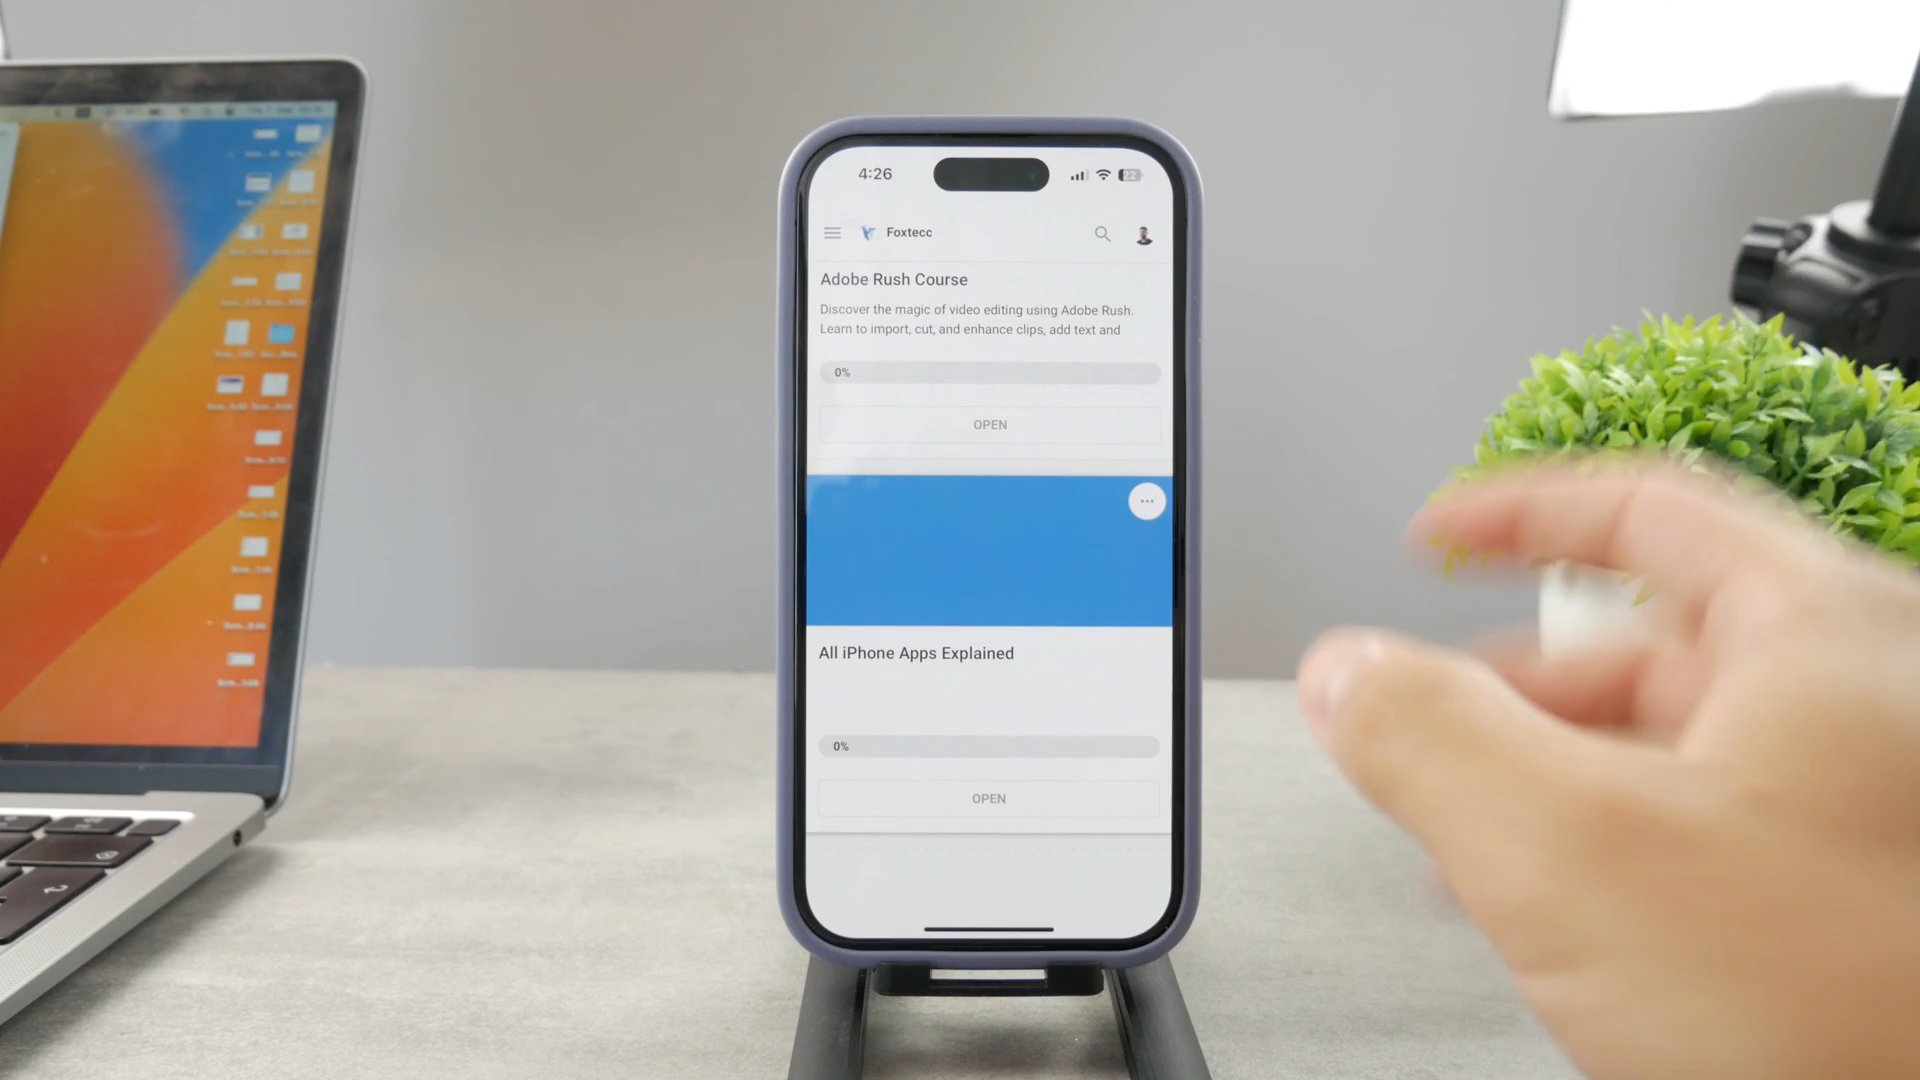 4:26
22
Foxtecc
Adobe Rush Course
Discover the magic of video editing using Adobe Rush.
Learn to import, cut, and enhance clips, add text and
0%
OPEN
All iPhone Apps Explained
0%
OPEN